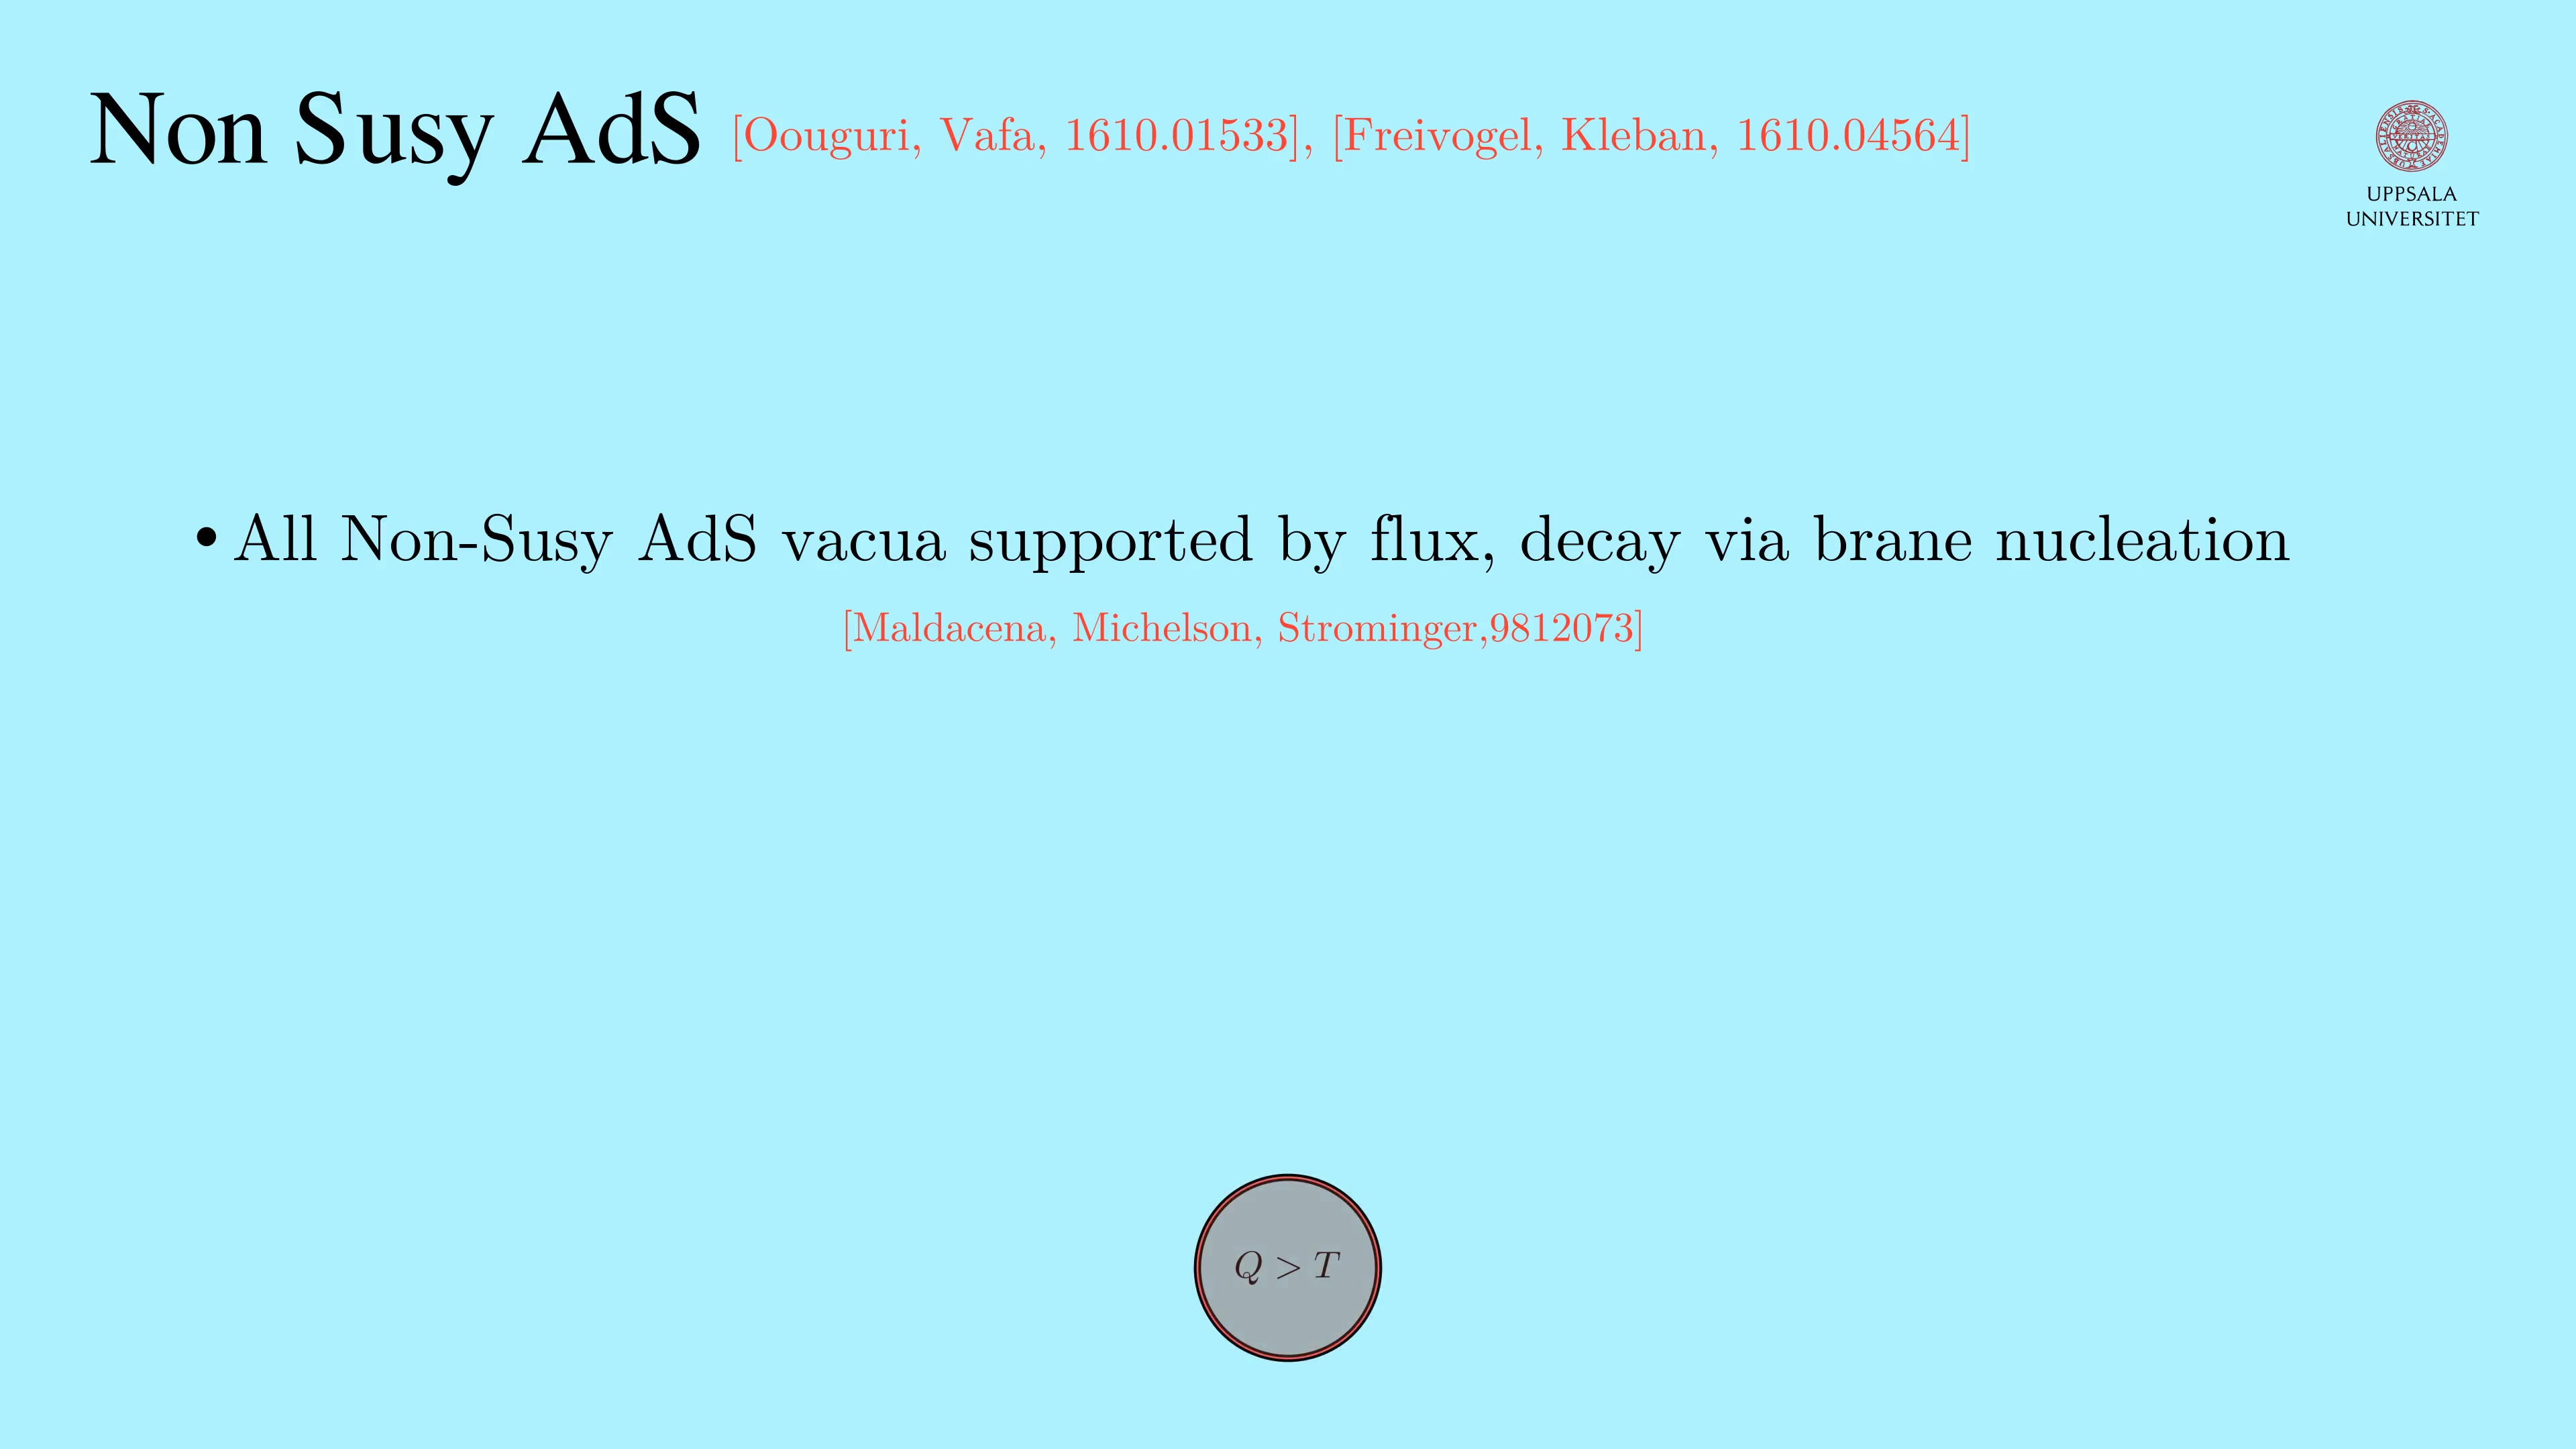 Non Susy AdS [Oouguri, Vafa, 1610.01533], [Freivogel, Kleban, 1610.04564]
UPPSALA
UNIVERSITET
• All Non-Susy AdS vacua supported by flux, decay via brane nucleation
[Maldacena, Michelson, Strominger,9812073]
Q > T